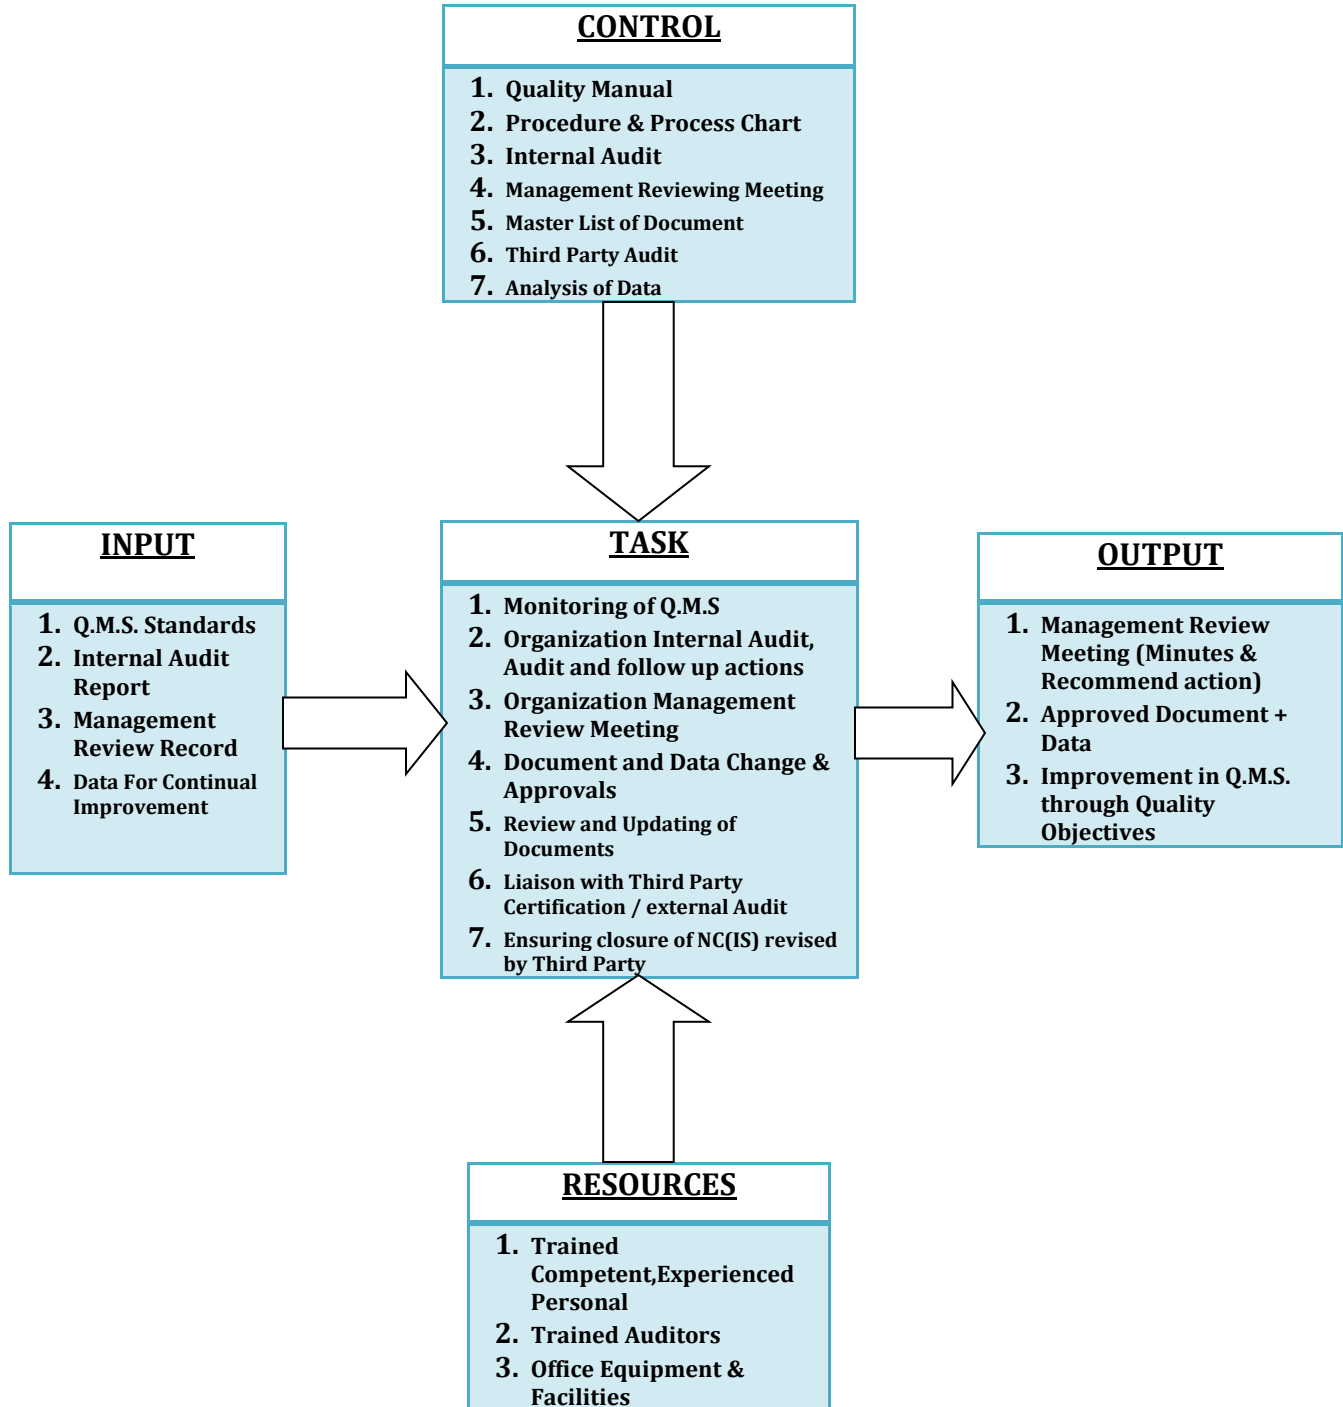 CONTROL
1. Quality Manual
2. Procedure & Process Chart
3. Internal Audit
4. Management Reviewing Meeting
5. Master List of Document
6. Third Party Audit
7. Analysis of Data
INPUT
1. Q.M.S. Standards
2. Internal Audit
Report
3. Management
Review Record
4. Data For Continual
Improvement
TASK
1. Monitoring of Q.M.S
2. Organization Internal Audit,
Audit and follow up actions
3. Organization Management
Review Meeting
4. Document and Data Change &
Approvals
5. Review and Updating of
Documents
6. Liaison with Third Party
Certification / external Audit
7. Ensuring closure of NC(IS) revised
by Third Party
OUTPUT
1. Management Review
Meeting (Minutes &
Recommend action)
2. Approved Document +
Data
3. Improvement in Q.M.S.
through Quality
Objectives
RESOURCES
1. Trained
Competent,Experienced
Personal
2. Trained Auditors
3. Office Equipment &
Facilities